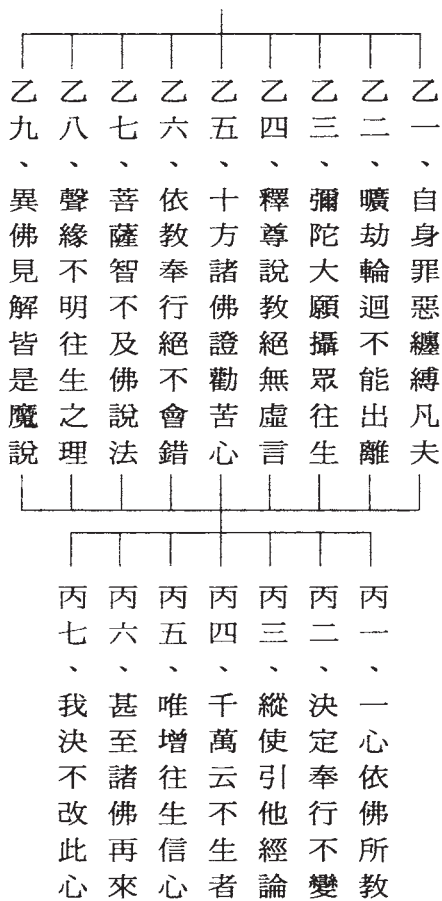 乙一、自身罪惡纏縛凡夫
乙二、曠劫輪迴不能出離
乙三、彌陀大願攝眾往生
乙四、釋尊說教絕無虛言
乙五、十方諸佛證勸苦心
乙六、依教奉行絕不會錯
乙七、菩薩智不及佛說法
乙八、聲緣不明往生之理
乙九、異佛見解皆是魔說
丙一、一心依佛所教
丙二、決定奉行不變
丙三、縱使引他經論
丙四、千萬云不生者
丙五、唯增往生信心
丙六、甚至諸佛再來
丙七、我決不改此心